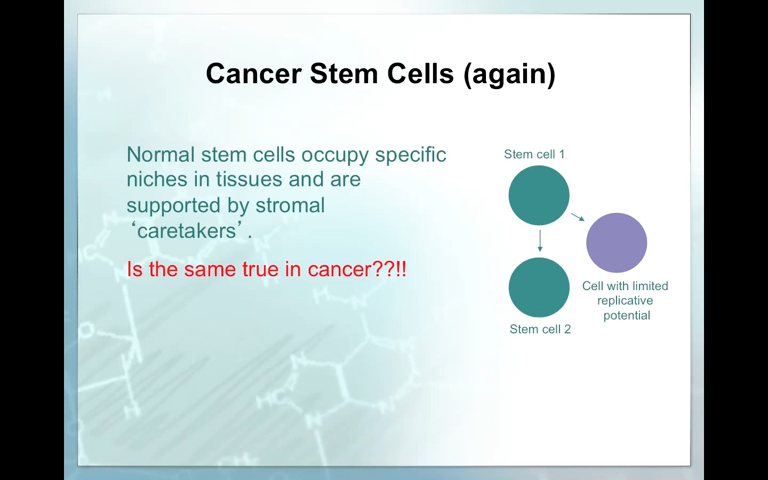 Cancer Stem Cells (again)
Normal stem cells occupy specific
niches in tissues and are
supported by stromal
‘caretakers’.
Is the same true in cancer??!!
Stem cell 1
Cell with limited
replicative
potential
Stem cell 2
N
N
N
N
HC
H
N
H
O
N
H